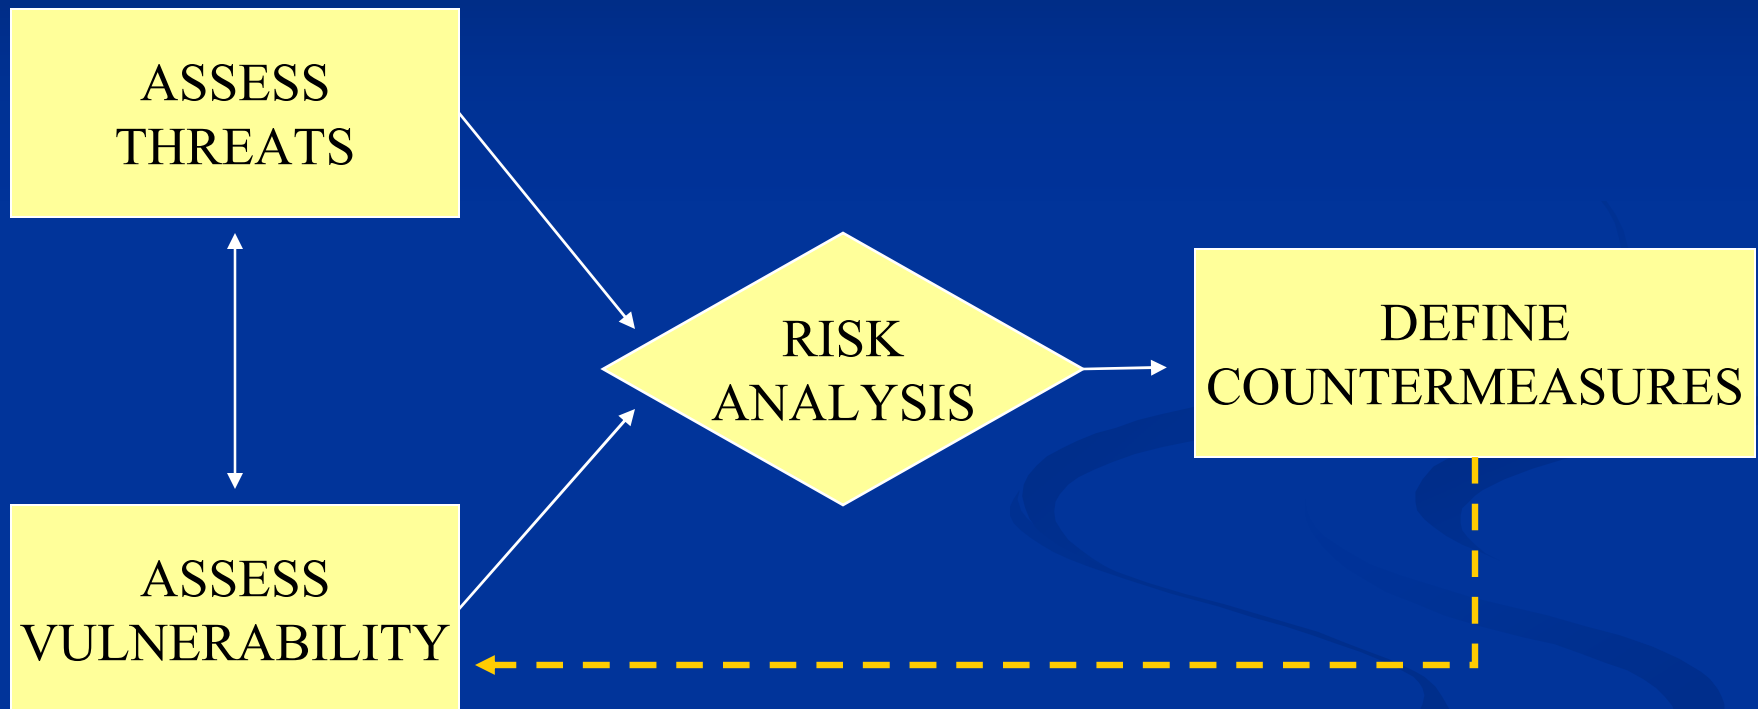 ASSESS
THREATS
RISK
ANALYSIS
DEFINE
COUNTERMEASURES
ASSESS
VULNERABILITY